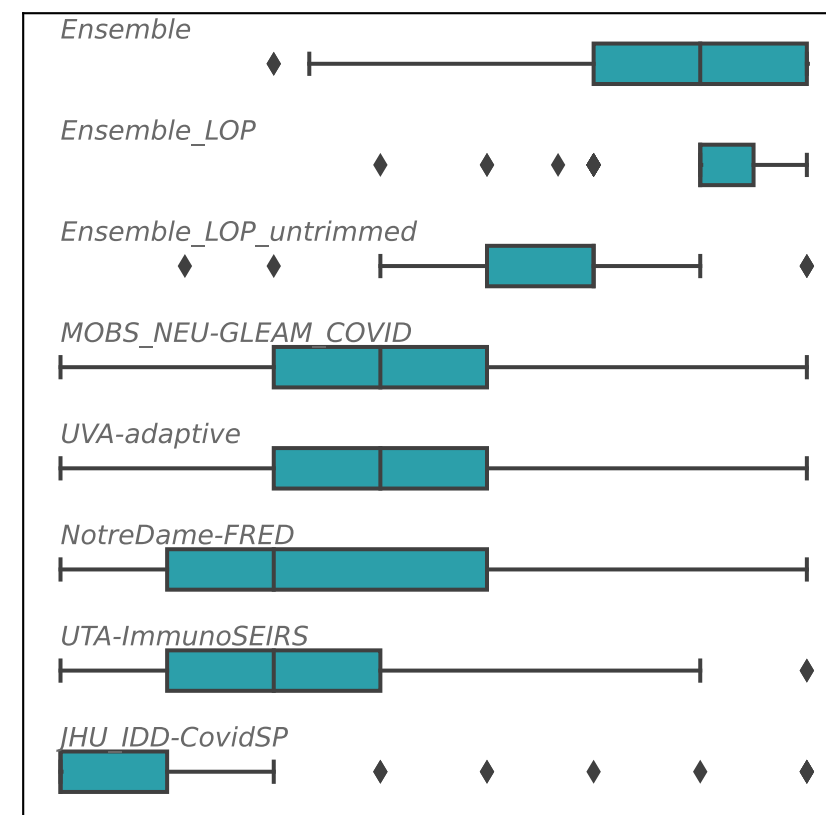 Ensemble
Ensemble_LOP
Ensemble_LOP_untrimmed
MOBS_NEU-GLEAM_COVID
UVA-adaptive
NotreDame-FRED
UTA-ImmunoSEIRS
JHU_IDD-CovidSP